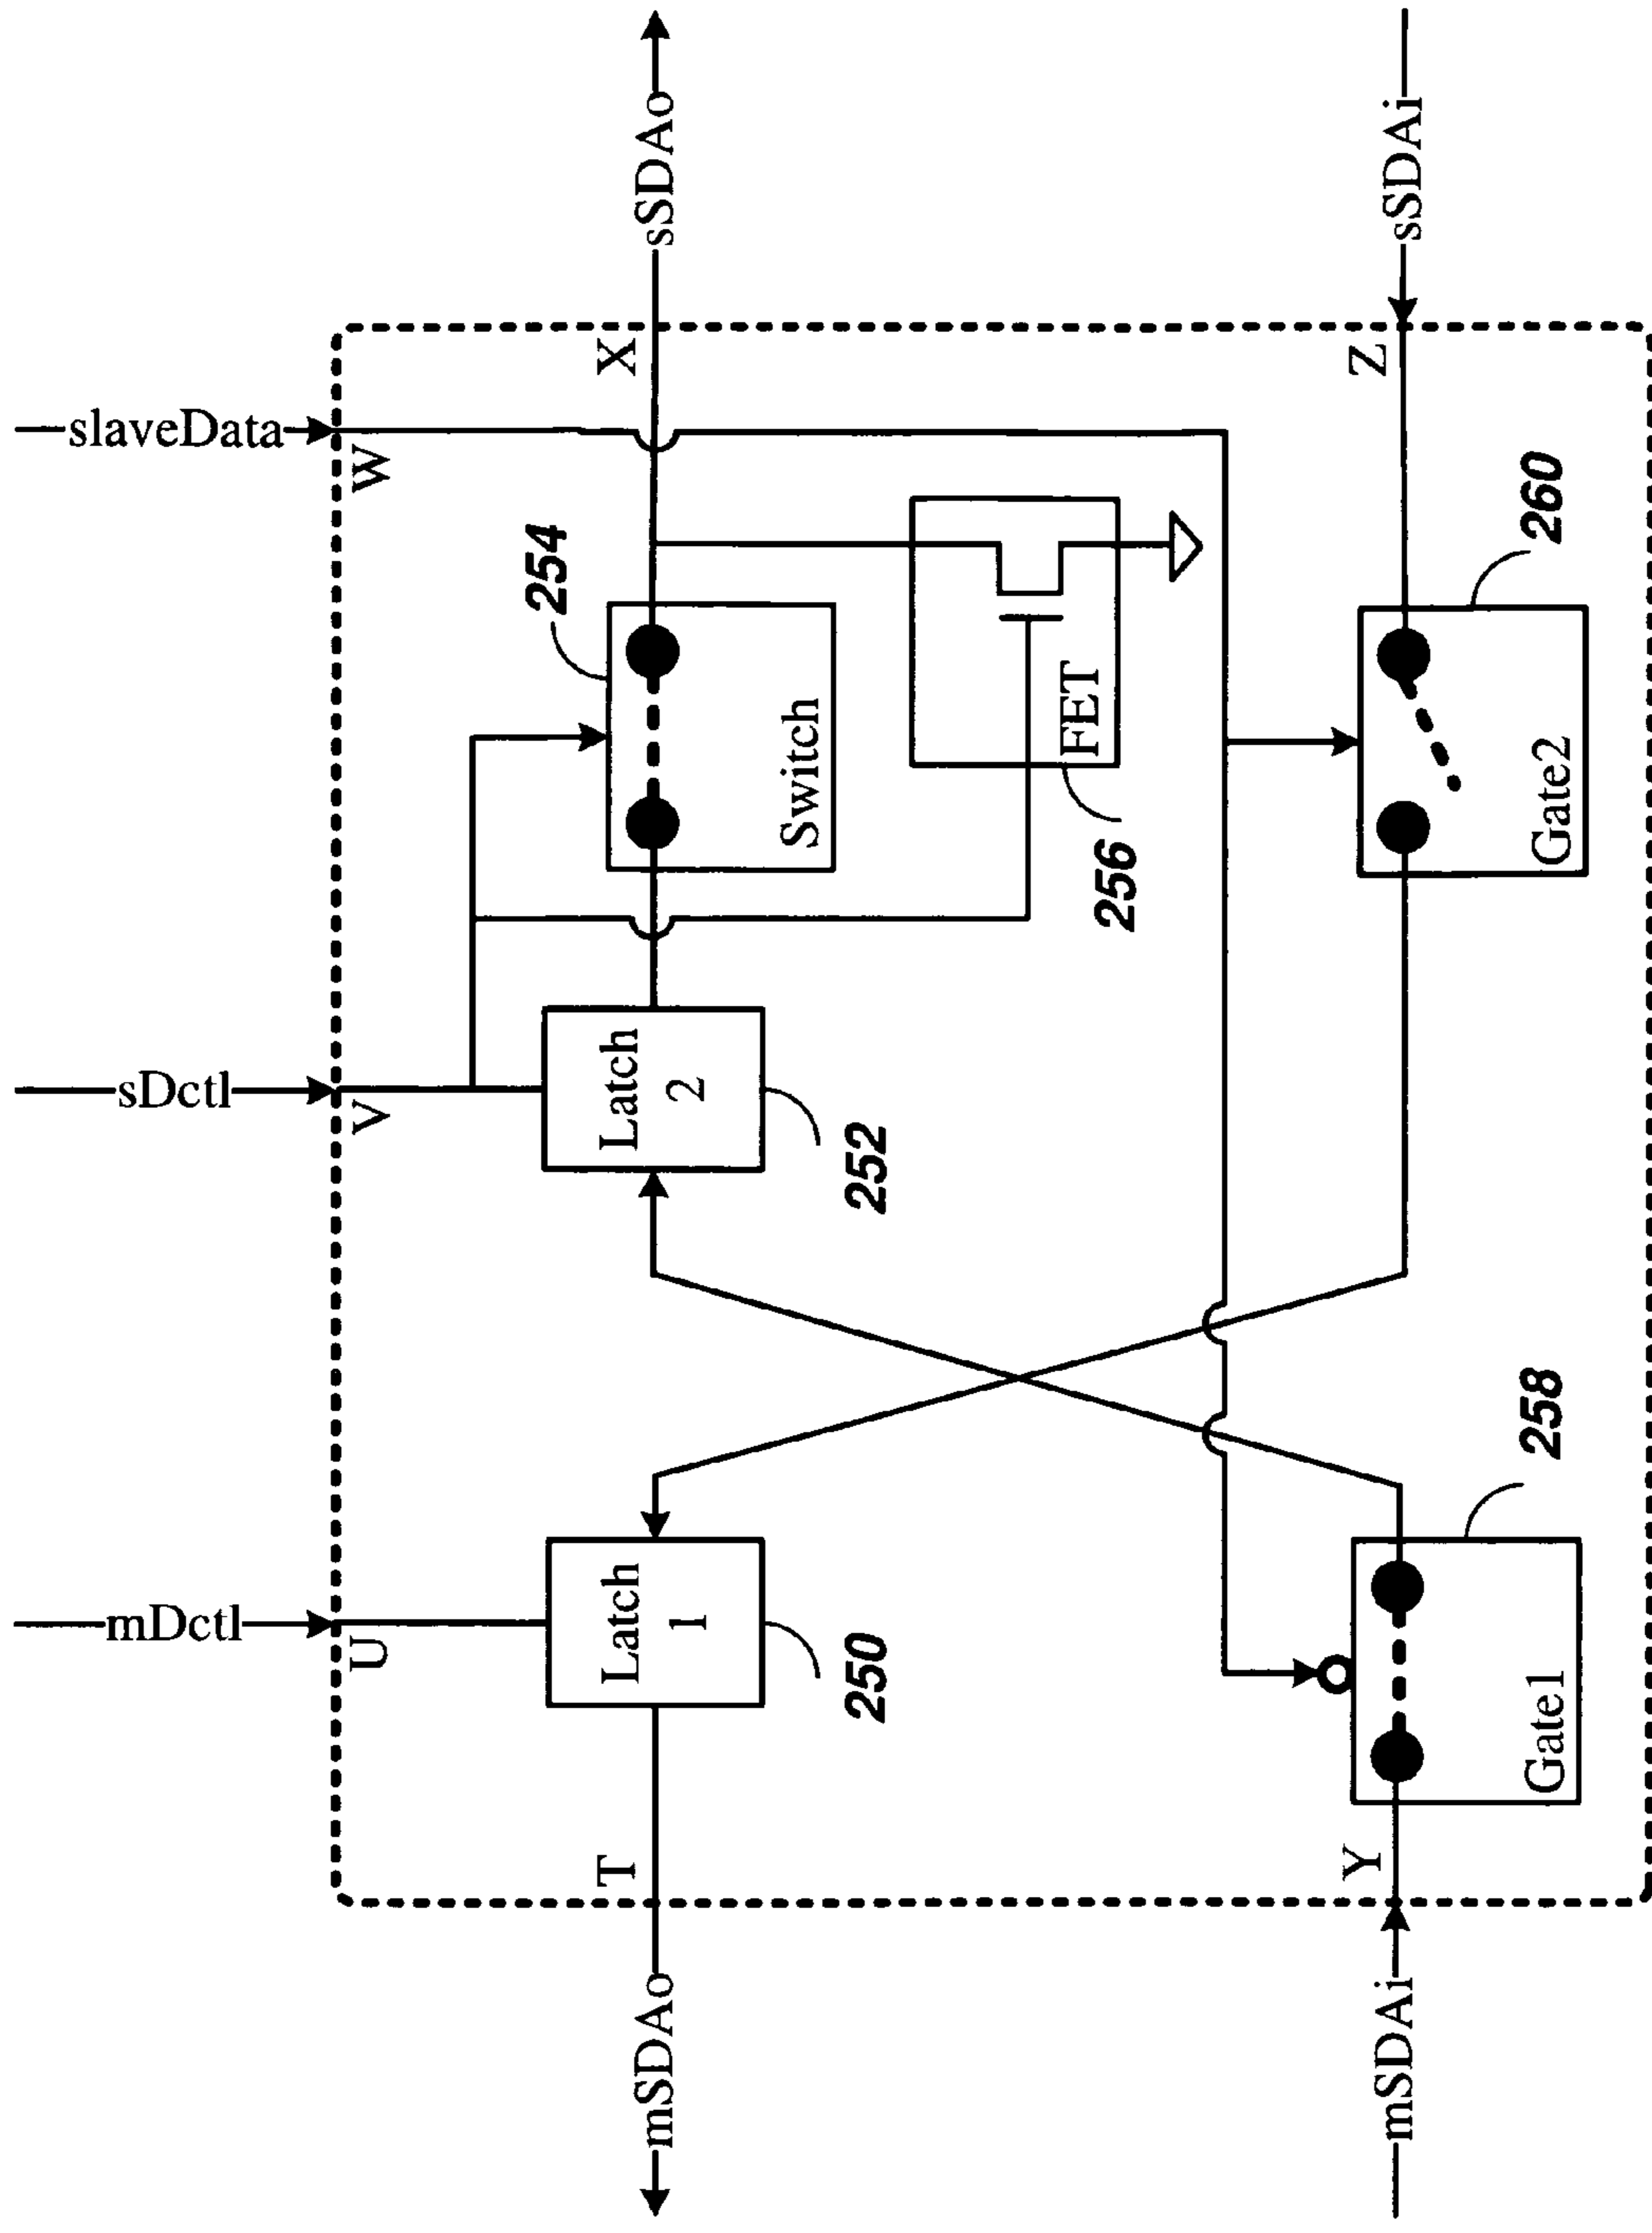 slaveData
sDctl
mDctl
W
V
U
X
sSDAo
Z
sSDAi
T
mSDAo
Y
mSDAi
254
Switch
FET
256
260
Gate2
Latch
2
252
Latch
1
250
258
Gate1